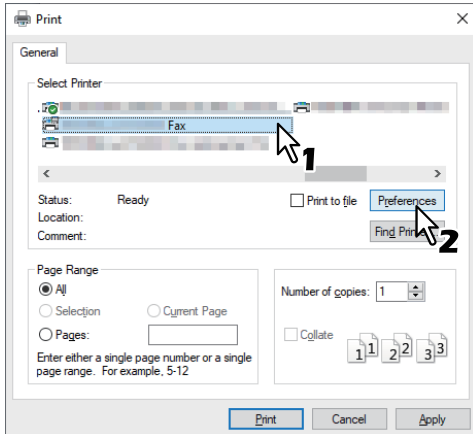 Print
General
Select Printer
Fax
1
Status: Ready
Print to file
Preferences
Location:
Comment:
Find Prin
2
Page Range
All
Selection
Current Page
Pages:
Enter either a single page number or a single
page range. For example, 5-12
Number of copies: 1
Collate
1 1 2 2 3 3
Print
Cancel
Apply